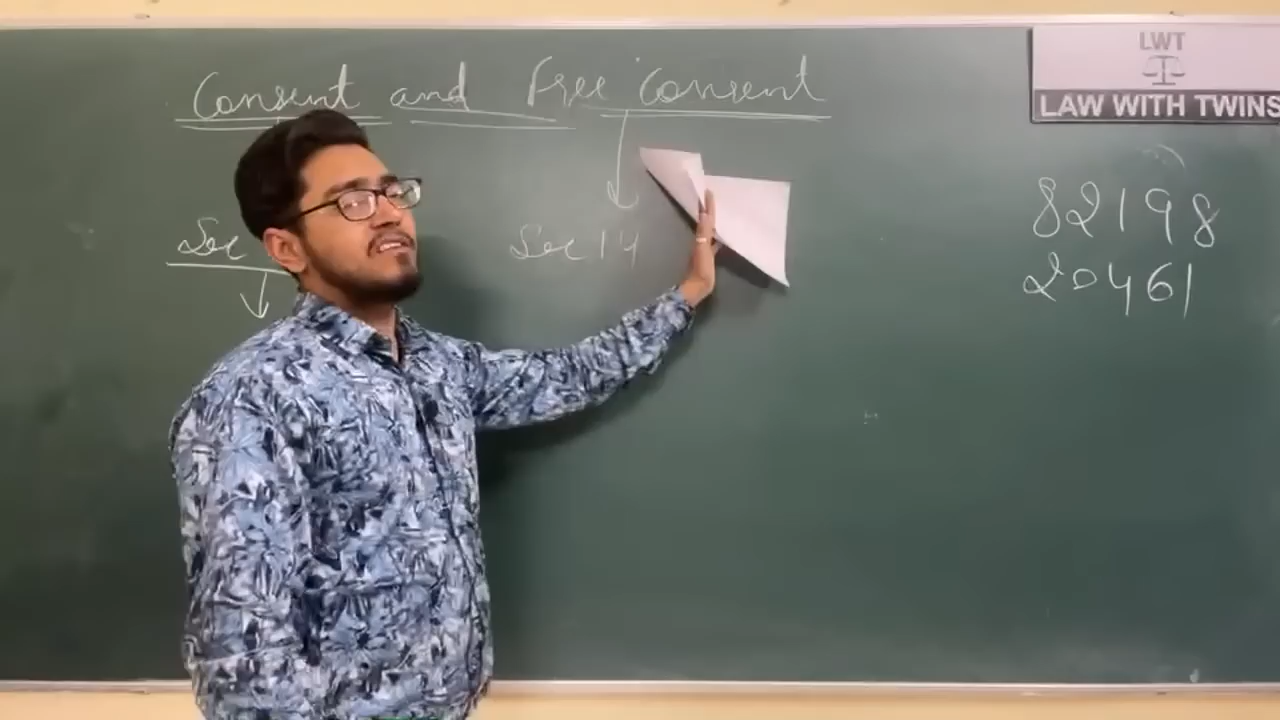 Consent and Free Consent
Sec
Sec 14
LWT
LAW WITH TWINS
82198
20461